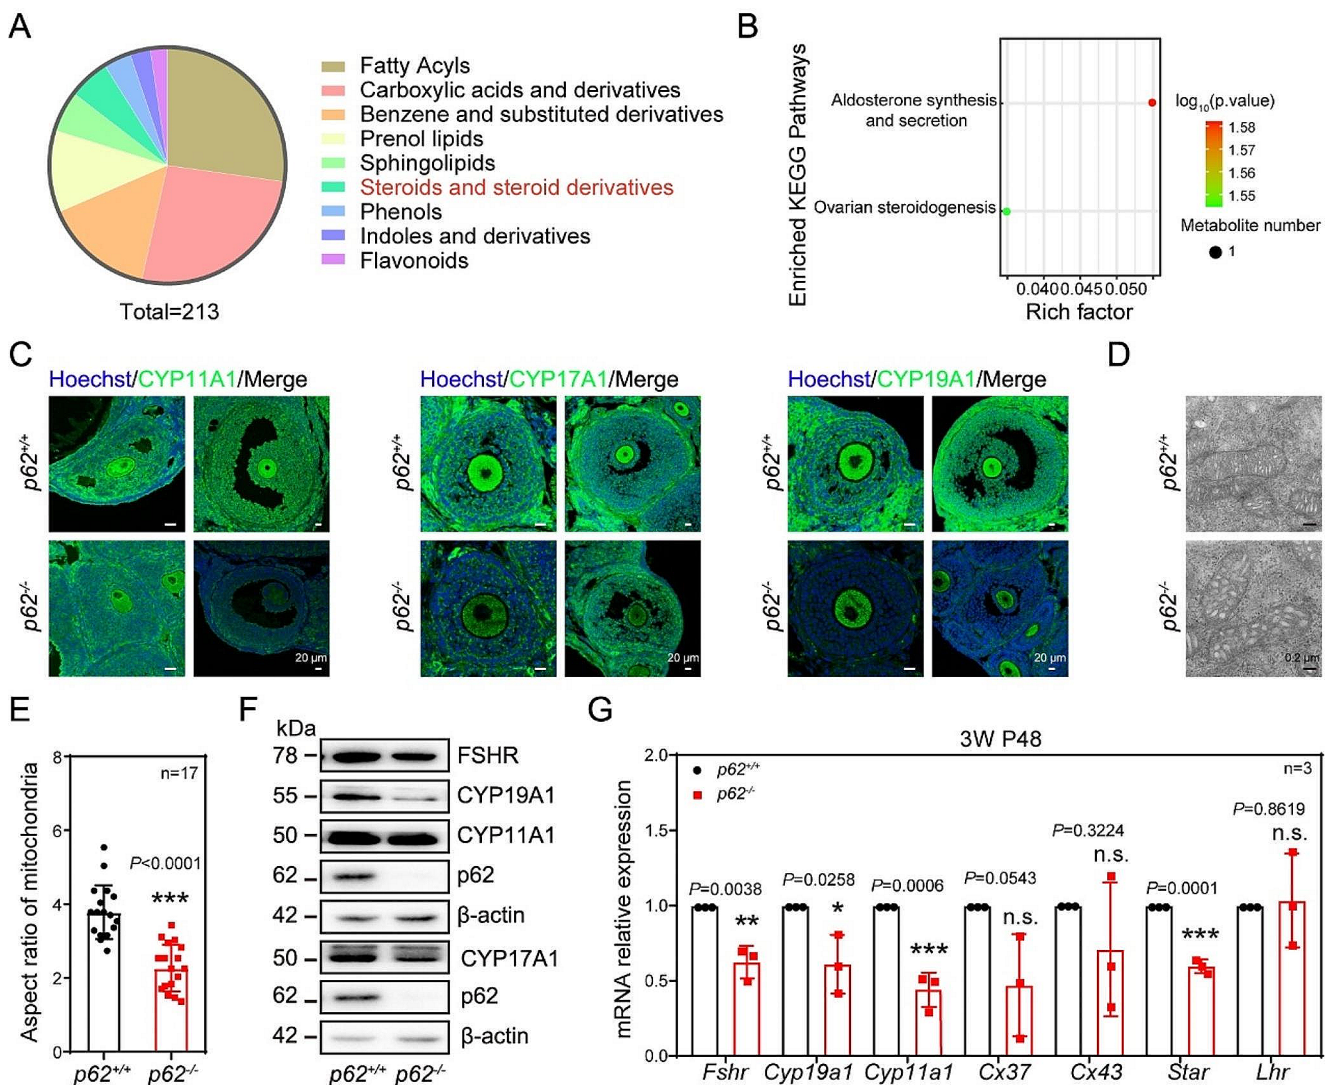 A
Fatty Acyls
Carboxylic acids and derivatives
Benzene and substituted derivatives
Prenol lipids
Sphingolipids
Steroids and steroid derivatives
Phenols
Indoles and derivatives
Flavonoids
Total=213
B
Enriched KEGG Pathways
Aldosterone synthesis
and secretion
Ovarian steroidogenesis
0.040 0.045 0.050
Rich factor
log10(p.value)
1.58
1.57
1.56
1.55
Metabolite number
1
C
Hoechst/CYP11A1/Merge
Hoechst/CYP17A1/Merge
Hoechst/CYP19A1/Merge
p62+/+
p62+/+
p62+/+
p62-/-
p62-/-
p62-/-
20 μm
20 μm
20 μm
D
p62+/+
p62-/-
0.2 μm
E
Aspect ratio of mitochondria
8
6
4
2
0
n=17
P<0.0001
***
p62+/+ p62-/-
F
kDa
78 FSHR
55 CYP19A1
50 CYP11A1
62 p62
42 β-actin
50 CYP17A1
62 p62
42 β-actin
p62+/+ p62-/-
G
3W P48
mRNA relative expression
2.0
1.5
1.0
0.5
0.0
p62+/+
p62-/-
n=3
P=0.0038
**
P=0.0258
*
P=0.0006
***
P=0.0543
n.s.
P=0.3224
n.s.
P=0.0001
***
P=0.8619
n.s.
Fshr Cyp19a1 Cyp11a1 Cx37 Cx43 Star Lhr